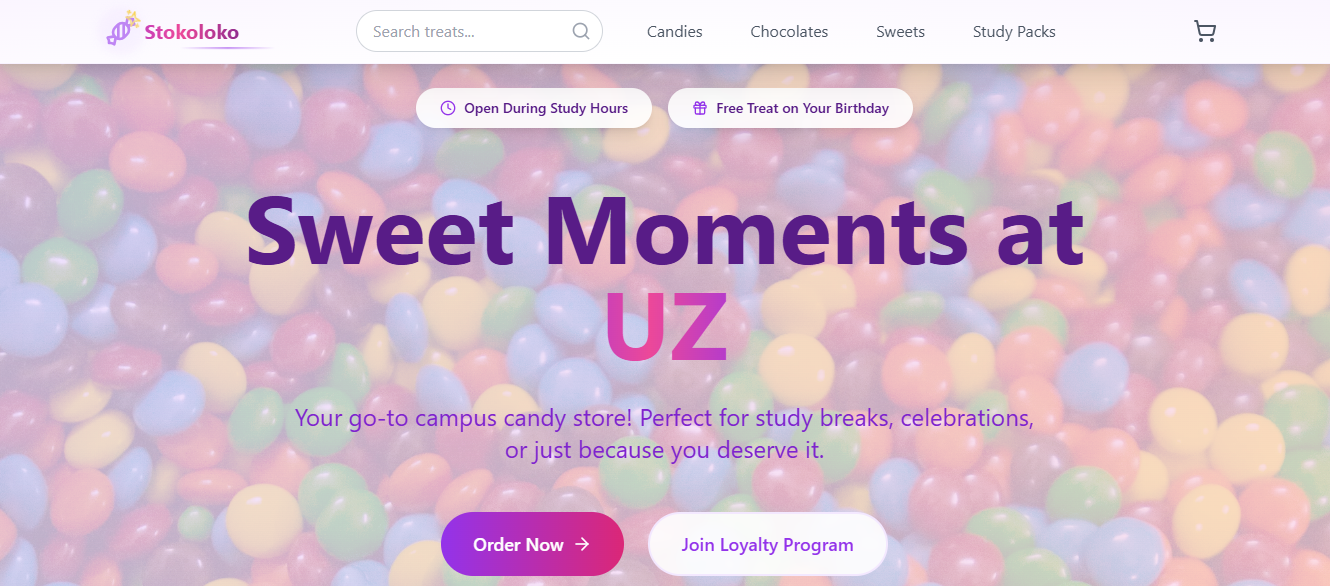 Stokoloko
Search treats...
Candies
Chocolates
Sweets
Study Packs
Open During Study Hours
Free Treat on Your Birthday
Sweet Moments at
UZ
Your go-to campus candy store! Perfect for study breaks, celebrations,
or just because you deserve it.
Order Now
Join Loyalty Program